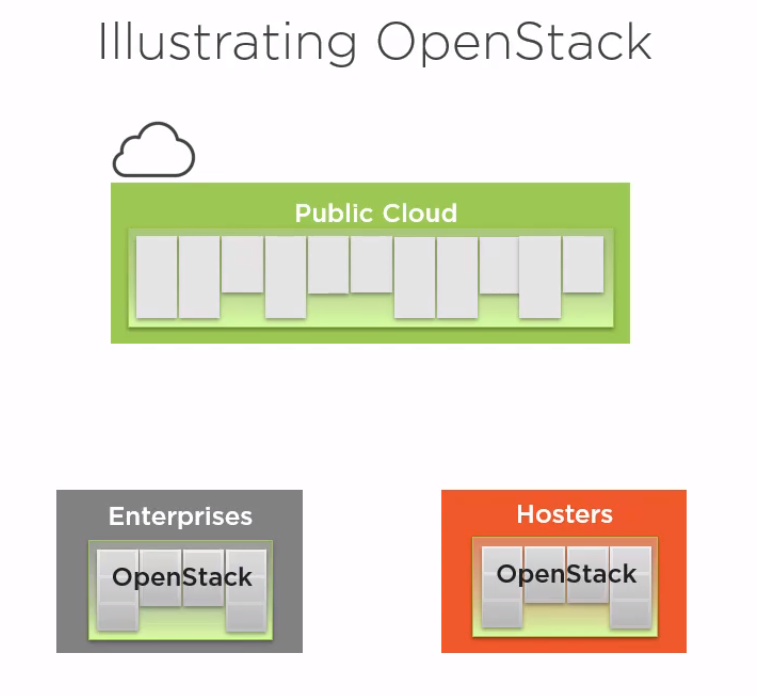 Illustrating OpenStack
Public Cloud
Enterprises
OpenStack
Hosters
OpenStack